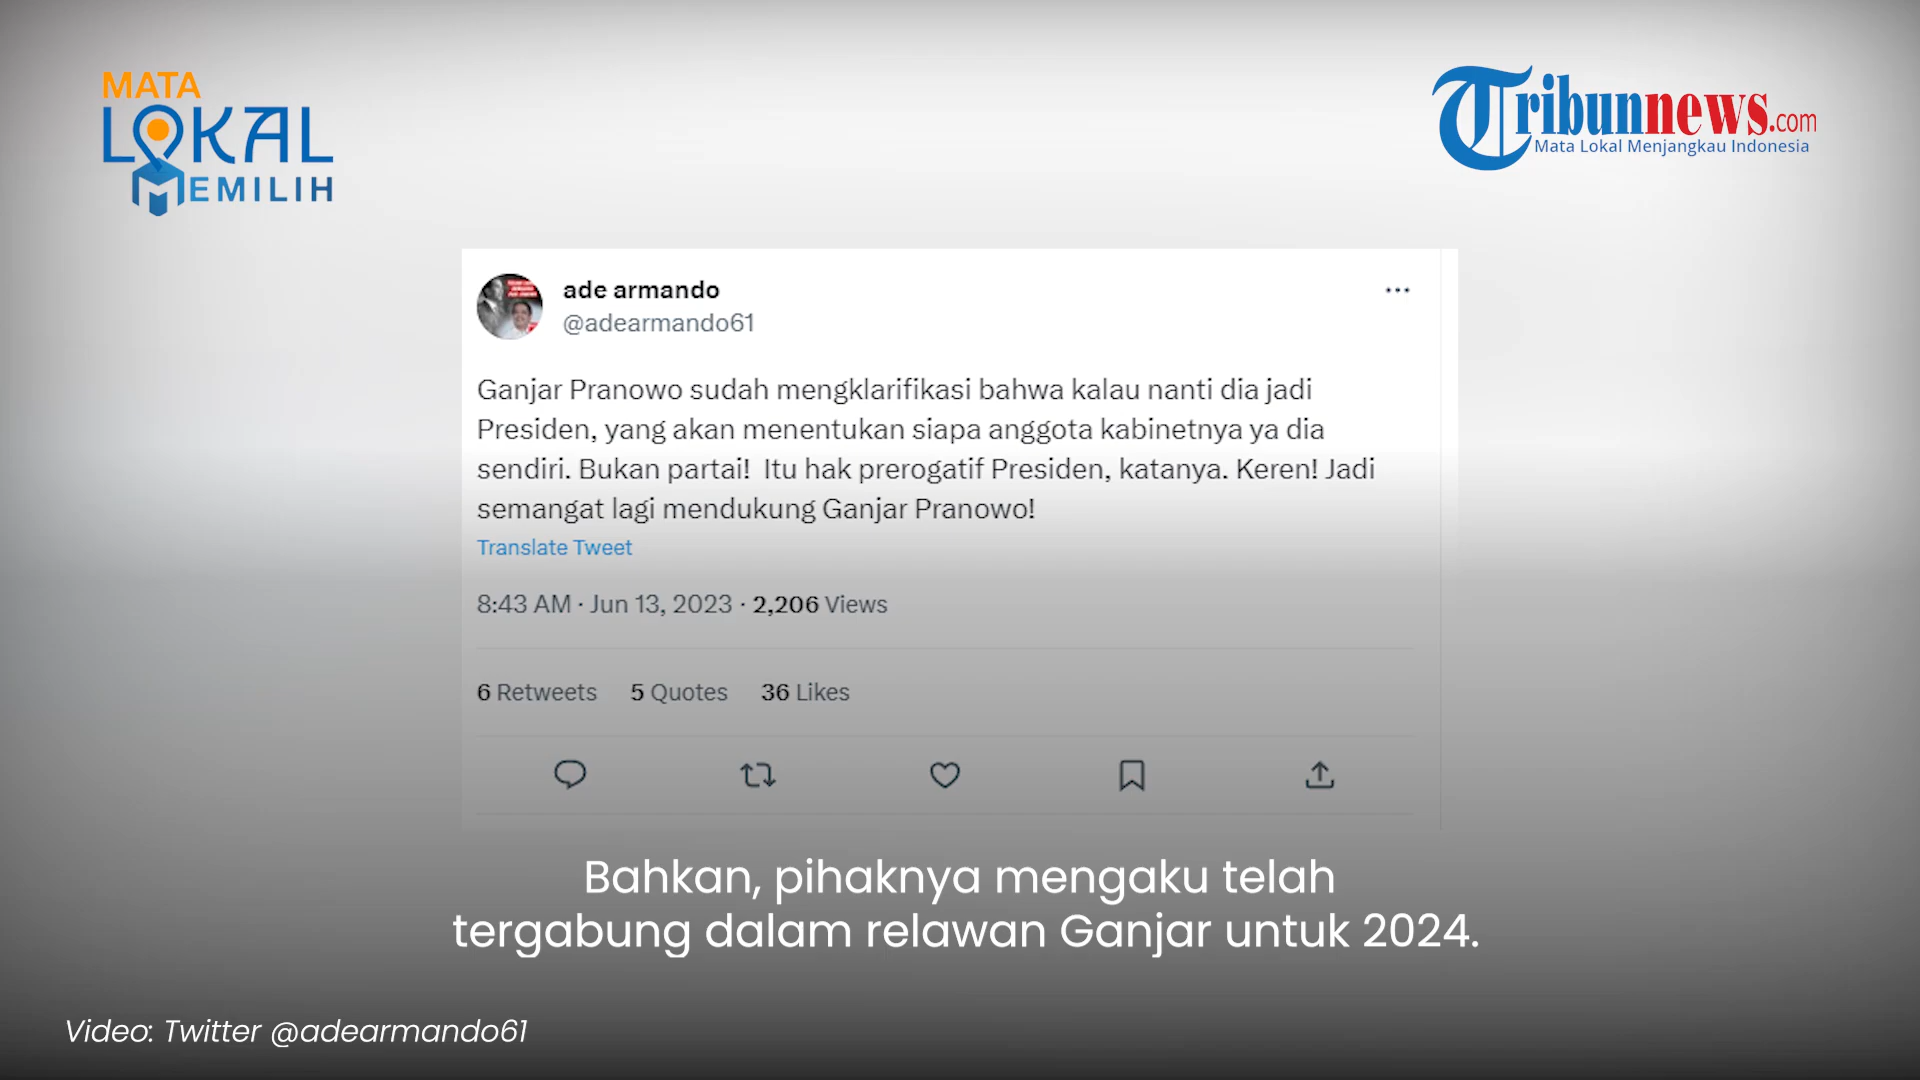 MATA
LOKAL
MEMILIH
Tribunnews.com
Mata Lokal Menjangkau Indonesia
ade armando
@adearmando61
Ganjar Pranowo sudah mengklarifikasi bahwa kalau nanti dia jadi
Presiden, yang akan menentukan siapa anggota kabinetnya ya dia
sendiri. Bukan partai!  Itu hak prerogatif Presiden, katanya. Keren! Jadi
semangat lagi mendukung Ganjar Pranowo!
Translate Tweet
8:43 AM · Jun 13, 2023 · 2,206 Views
6 Retweets 5 Quotes 36 Likes
Bahkan, pihaknya mengaku telah
tergabung dalam relawan Ganjar untuk 2024.
Video: Twitter @adearmando61